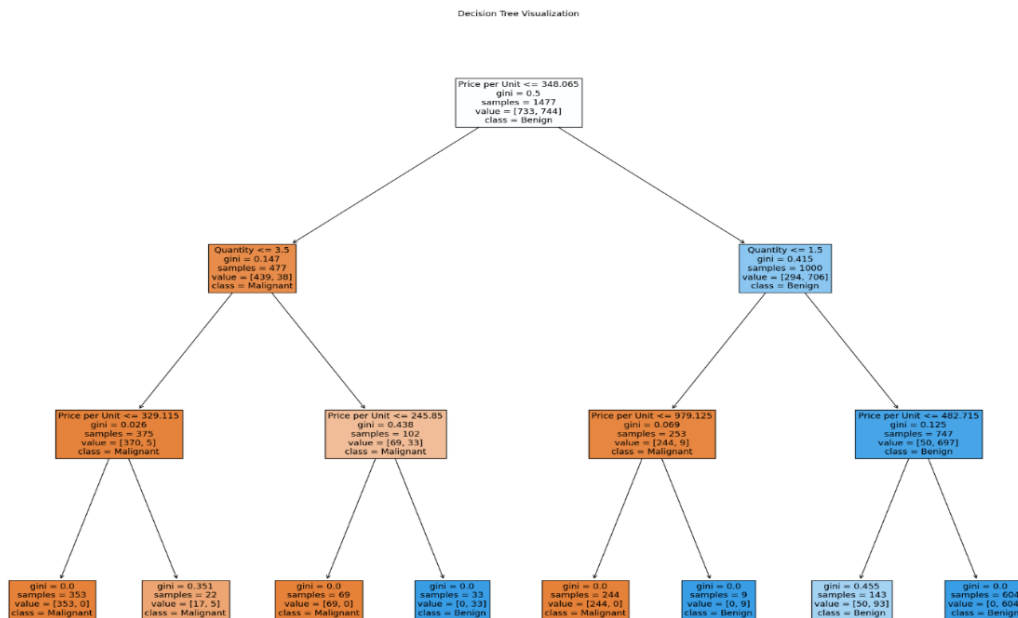 Decision Tree Visualization
Price per Unit <= 348.065
gini = 0.5
samples = 1477
value = [733, 744]
class = Benign
Quantity <= 3.5
gini = 0.147
samples = 477
value = [439, 38]
class = Malignant
Quantity <= 1.5
gini = 0.415
samples = 1000
value = [294, 706]
class = Benign
Price per Unit <= 329.115
gini = 0.026
samples = 375
value = [370, 5]
class = Malignant
Price per Unit <= 245.85
gini = 0.438
samples = 102
value = [69, 33]
class = Malignant
Price per Unit <= 979.125
gini = 0.069
samples = 253
value = [244, 9]
class = Malignant
Price per Unit <= 482.715
gini = 0.125
samples = 747
value = [50, 697]
class = Benign
gini = 0.0
samples = 353
value = [353, 0]
class = Malignant
gini = 0.351
samples = 22
value = [17, 5]
class = Malignant
gini = 0.0
samples = 69
value = [69, 0]
class = Malignant
gini = 0.0
samples = 33
value = [0, 33]
class = Benign
gini = 0.0
samples = 244
value = [244, 0]
class = Malignant
gini = 0.0
samples = 9
value = [0, 9]
class = Benign
gini = 0.455
samples = 143
value = [50, 93]
class = Benign
gini = 0.0
samples = 604
value = [0, 604]
class = Benign